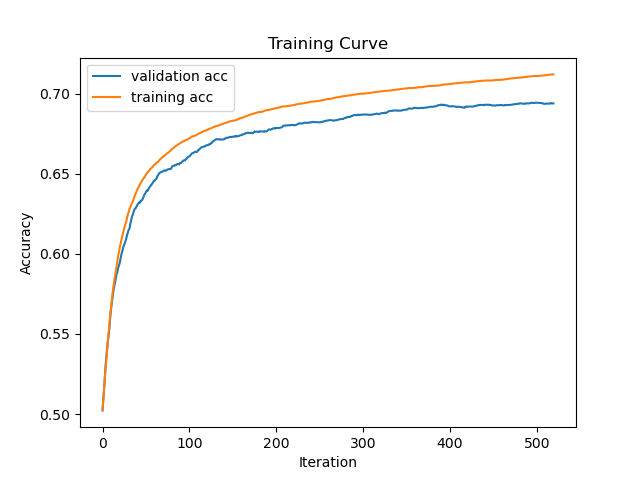 Training Curve
validation acc
training acc
Accuracy
0.70
0.65
0.60
0.55
0.50
0 100 200 300 400 500
Iteration